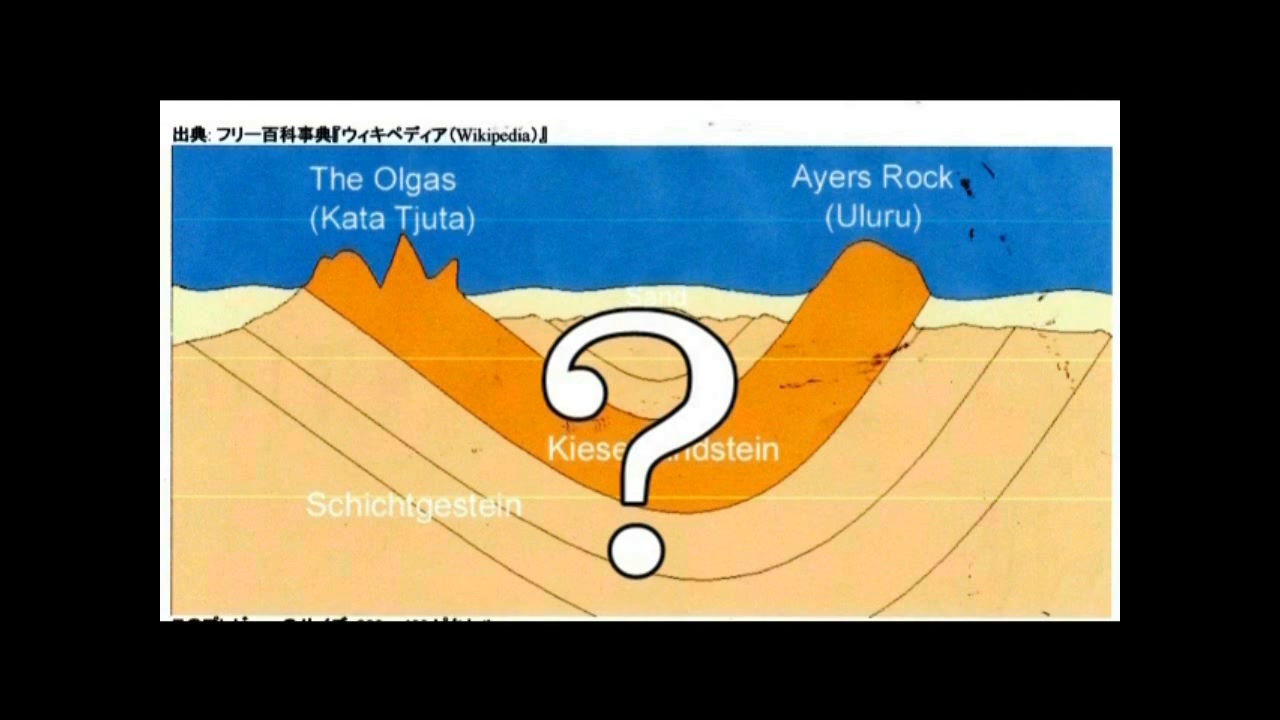 出典: フリー百科事典『ウィキペディア（Wikipedia）』
The Olgas
(Kata Tjuta)
Ayers Rock
(Uluru)
Sand
?
Schichtgestein